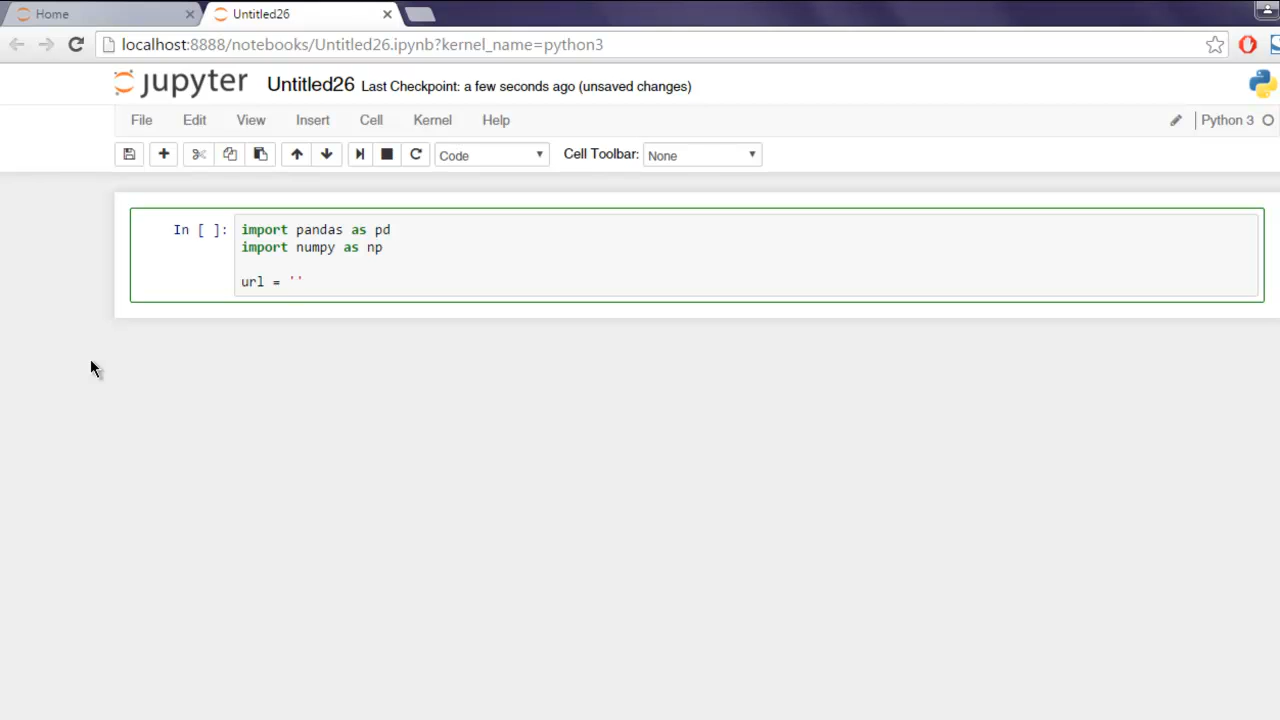 Home
Untitled26
localhost:8888/notebooks/Untitled26.ipynb?kernel_name=python3
jupyter Untitled26 Last Checkpoint: a few seconds ago (unsaved changes)
File Edit View Insert Cell Kernel Help Python 3
Code Cell Toolbar: None
In [ ]: import pandas as pd
import numpy as np
url = ''